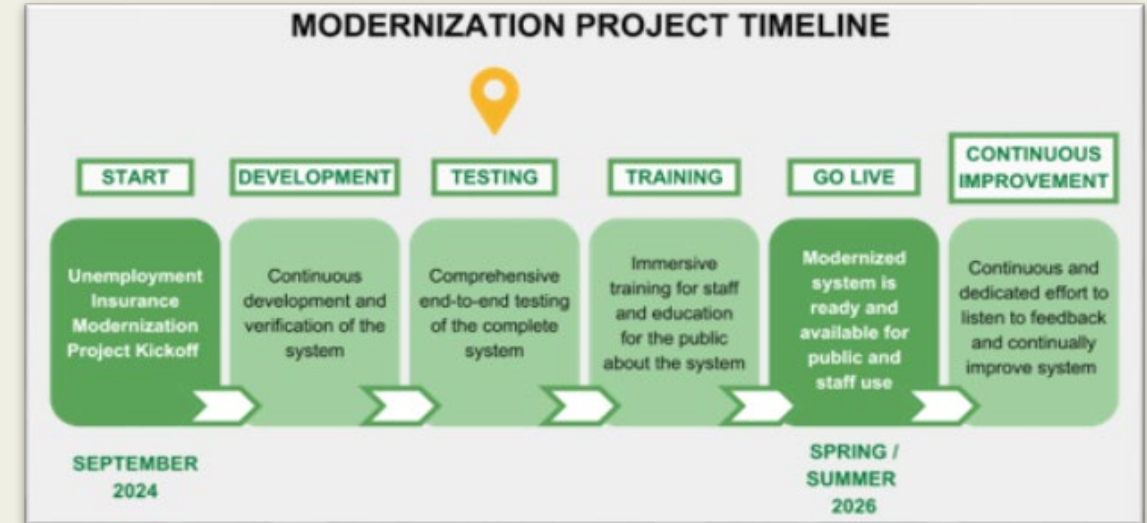 MODERNIZATION PROJECT TIMELINE
START
Unemployment
Insurance
Modernization
Project Kickoff
SEPTEMBER
2024
DEVELOPMENT
Continuous
development and
verification of the
system
TESTING
Comprehensive
end-to-end testing
of the complete
system
TRAINING
Immersive
training for staff
and education
for the public
about the system
GO LIVE
Modernized
system is
ready and
available for
public and
staff use
SPRING /
SUMMER
2026
CONTINUOUS
IMPROVEMENT
Continuous and
dedicated effort to
listen to feedback
and continually
improve system